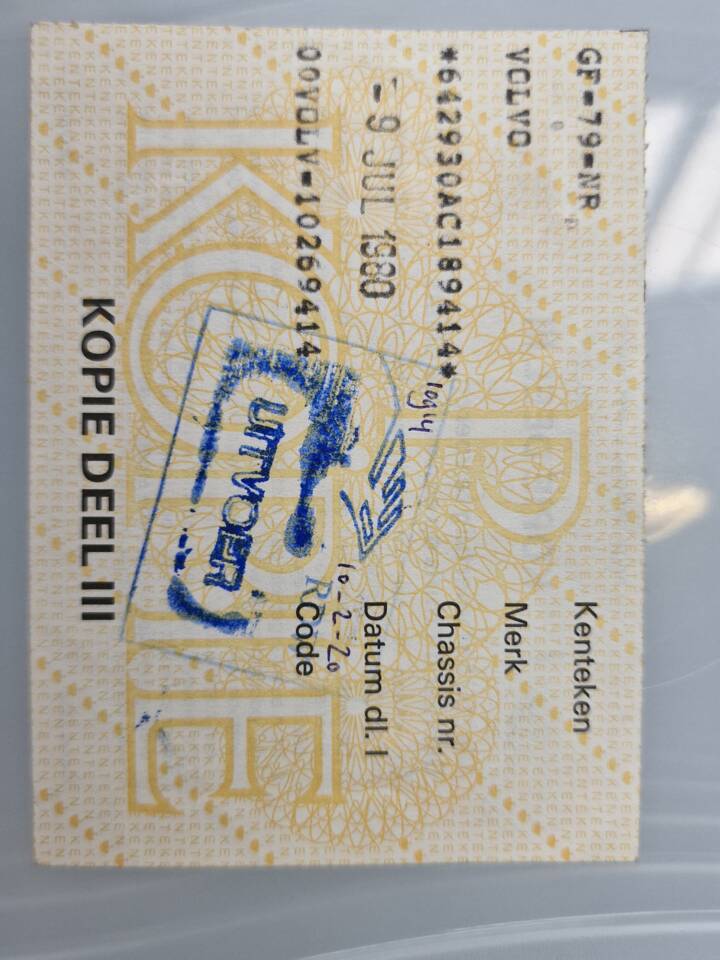 GF-79-NR Kenteken
VOLVO Merk
*642930AC189414* Chassis nr.
-9 JUL 1980 Datum dl. I
00VOLV-10269414 Code
10-2-20
UITVOER
KOPIE
KOPIE DEEL III